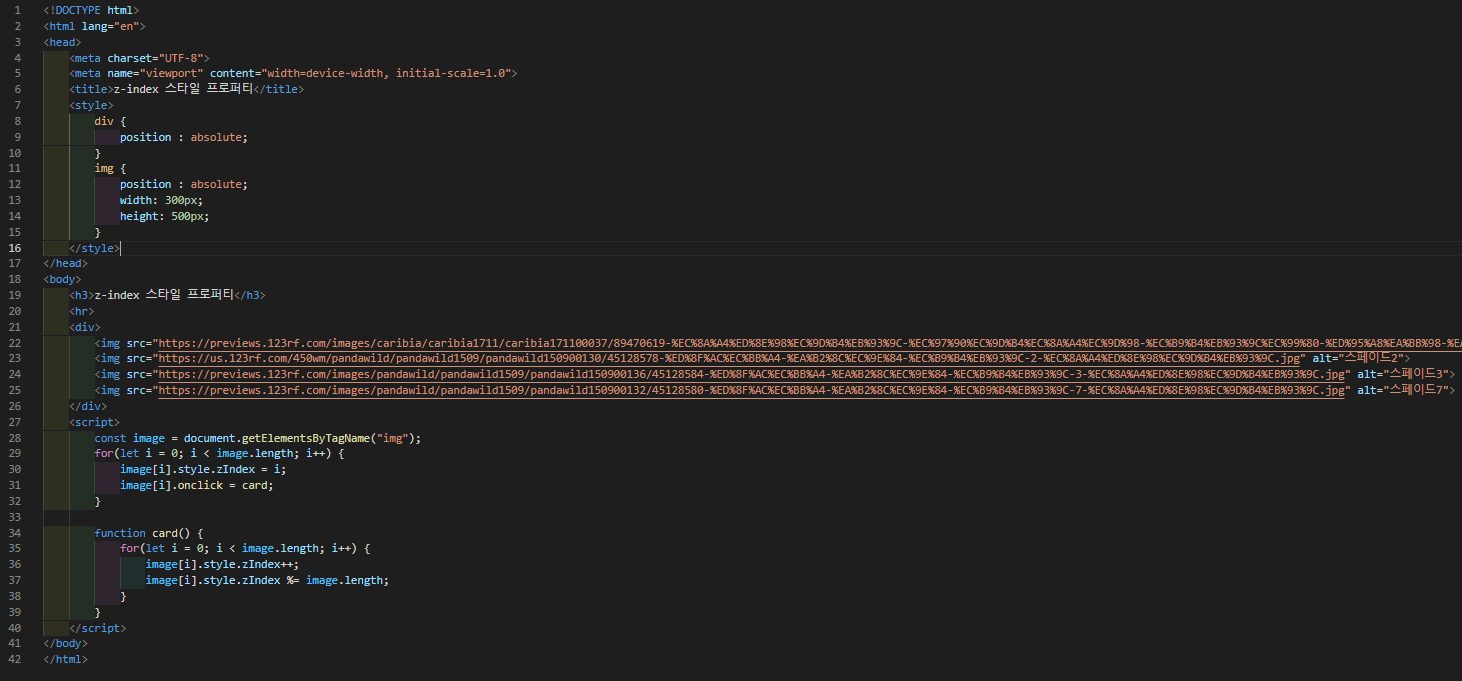 1 <!DOCTYPE html>
2 <html lang="en">
3 <head>
4     <meta charset="UTF-8">
5     <meta name="viewport" content="width=device-width, initial-scale=1.0">
6     <title>z-index 스타일 프로퍼티</title>
7     <style>
8         div {
9             position : absolute;
10         }
11         img {
12             position : absolute;
13             width: 300px;
14             height: 500px;
15         }
16     </style>
17 </head>
18 <body>
19     <h3>z-index 스타일 프로퍼티</h3>
20     <hr>
21     <div>
22         <img src="https://previews.123rf.com/images/caribia/caribia1711/caribia171100037/89470619-%EC%8A%A4%ED%8E%98%EC%9D%B4%EB%93%9C-%EC%97%90%EC%9D%B4%EC%8A%A4%EC%9D%98-%EC%B9%B4%EB%93%9C%EC%99%80-%ED%95%A8%EA%BB%98-%EA
23         <img src="https://us.123rf.com/450wm/pandawild/pandawild1509/pandawild150900130/45128578-%ED%8F%AC%EC%BB%A4-%EA%B2%8C%EC%9E%84-%EC%B9%B4%EB%93%9C-2-%EC%8A%A4%ED%8E%98%EC%9D%B4%EB%93%9C.jpg" alt="스페이드2">
24         <img src="https://previews.123rf.com/images/pandawild/pandawild1509/pandawild150900136/45128584-%ED%8F%AC%EC%BB%A4-%EA%B2%8C%EC%9E%84-%EC%B9%B4%EB%93%9C-3-%EC%8A%A4%ED%8E%98%EC%9D%B4%EB%93%9C.jpg" alt="스페이드3">
25         <img src="https://previews.123rf.com/images/pandawild/pandawild1509/pandawild150900132/45128580-%ED%8F%AC%EC%BB%A4-%EA%B2%8C%EC%9E%84-%EC%B9%B4%EB%93%9C-7-%EC%8A%A4%ED%8E%98%EC%9D%B4%EB%93%9C.jpg" alt="스페이드7">
26     </div>
27     <script>
28         const image = document.getElementsByTagName("img");
29         for(let i = 0; i < image.length; i++) {
30             image[i].style.zIndex = i;
31             image[i].onclick = card;
32         }
33
34         function card() {
35             for(let i = 0; i < image.length; i++) {
36                 image[i].style.zIndex++;
37                 image[i].style.zIndex %= image.length;
38             }
39         }
40     </script>
41 </body>
42 </html>